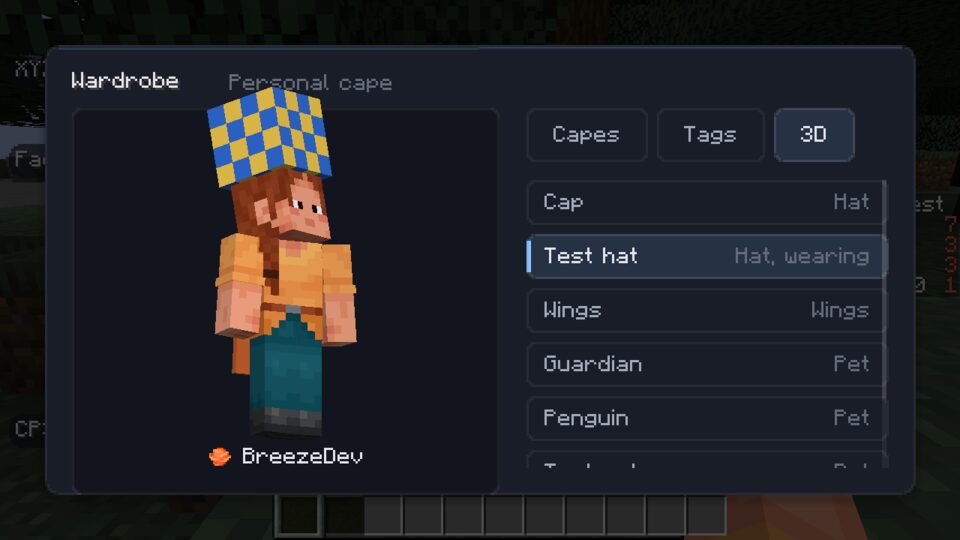 Wardrobe
Personal cape
Capes
Tags
3D
Cap
Hat
Test hat
Hat, wearing
Wings
Wings
Guardian
Pet
Penguin
Pet
BreezeDev